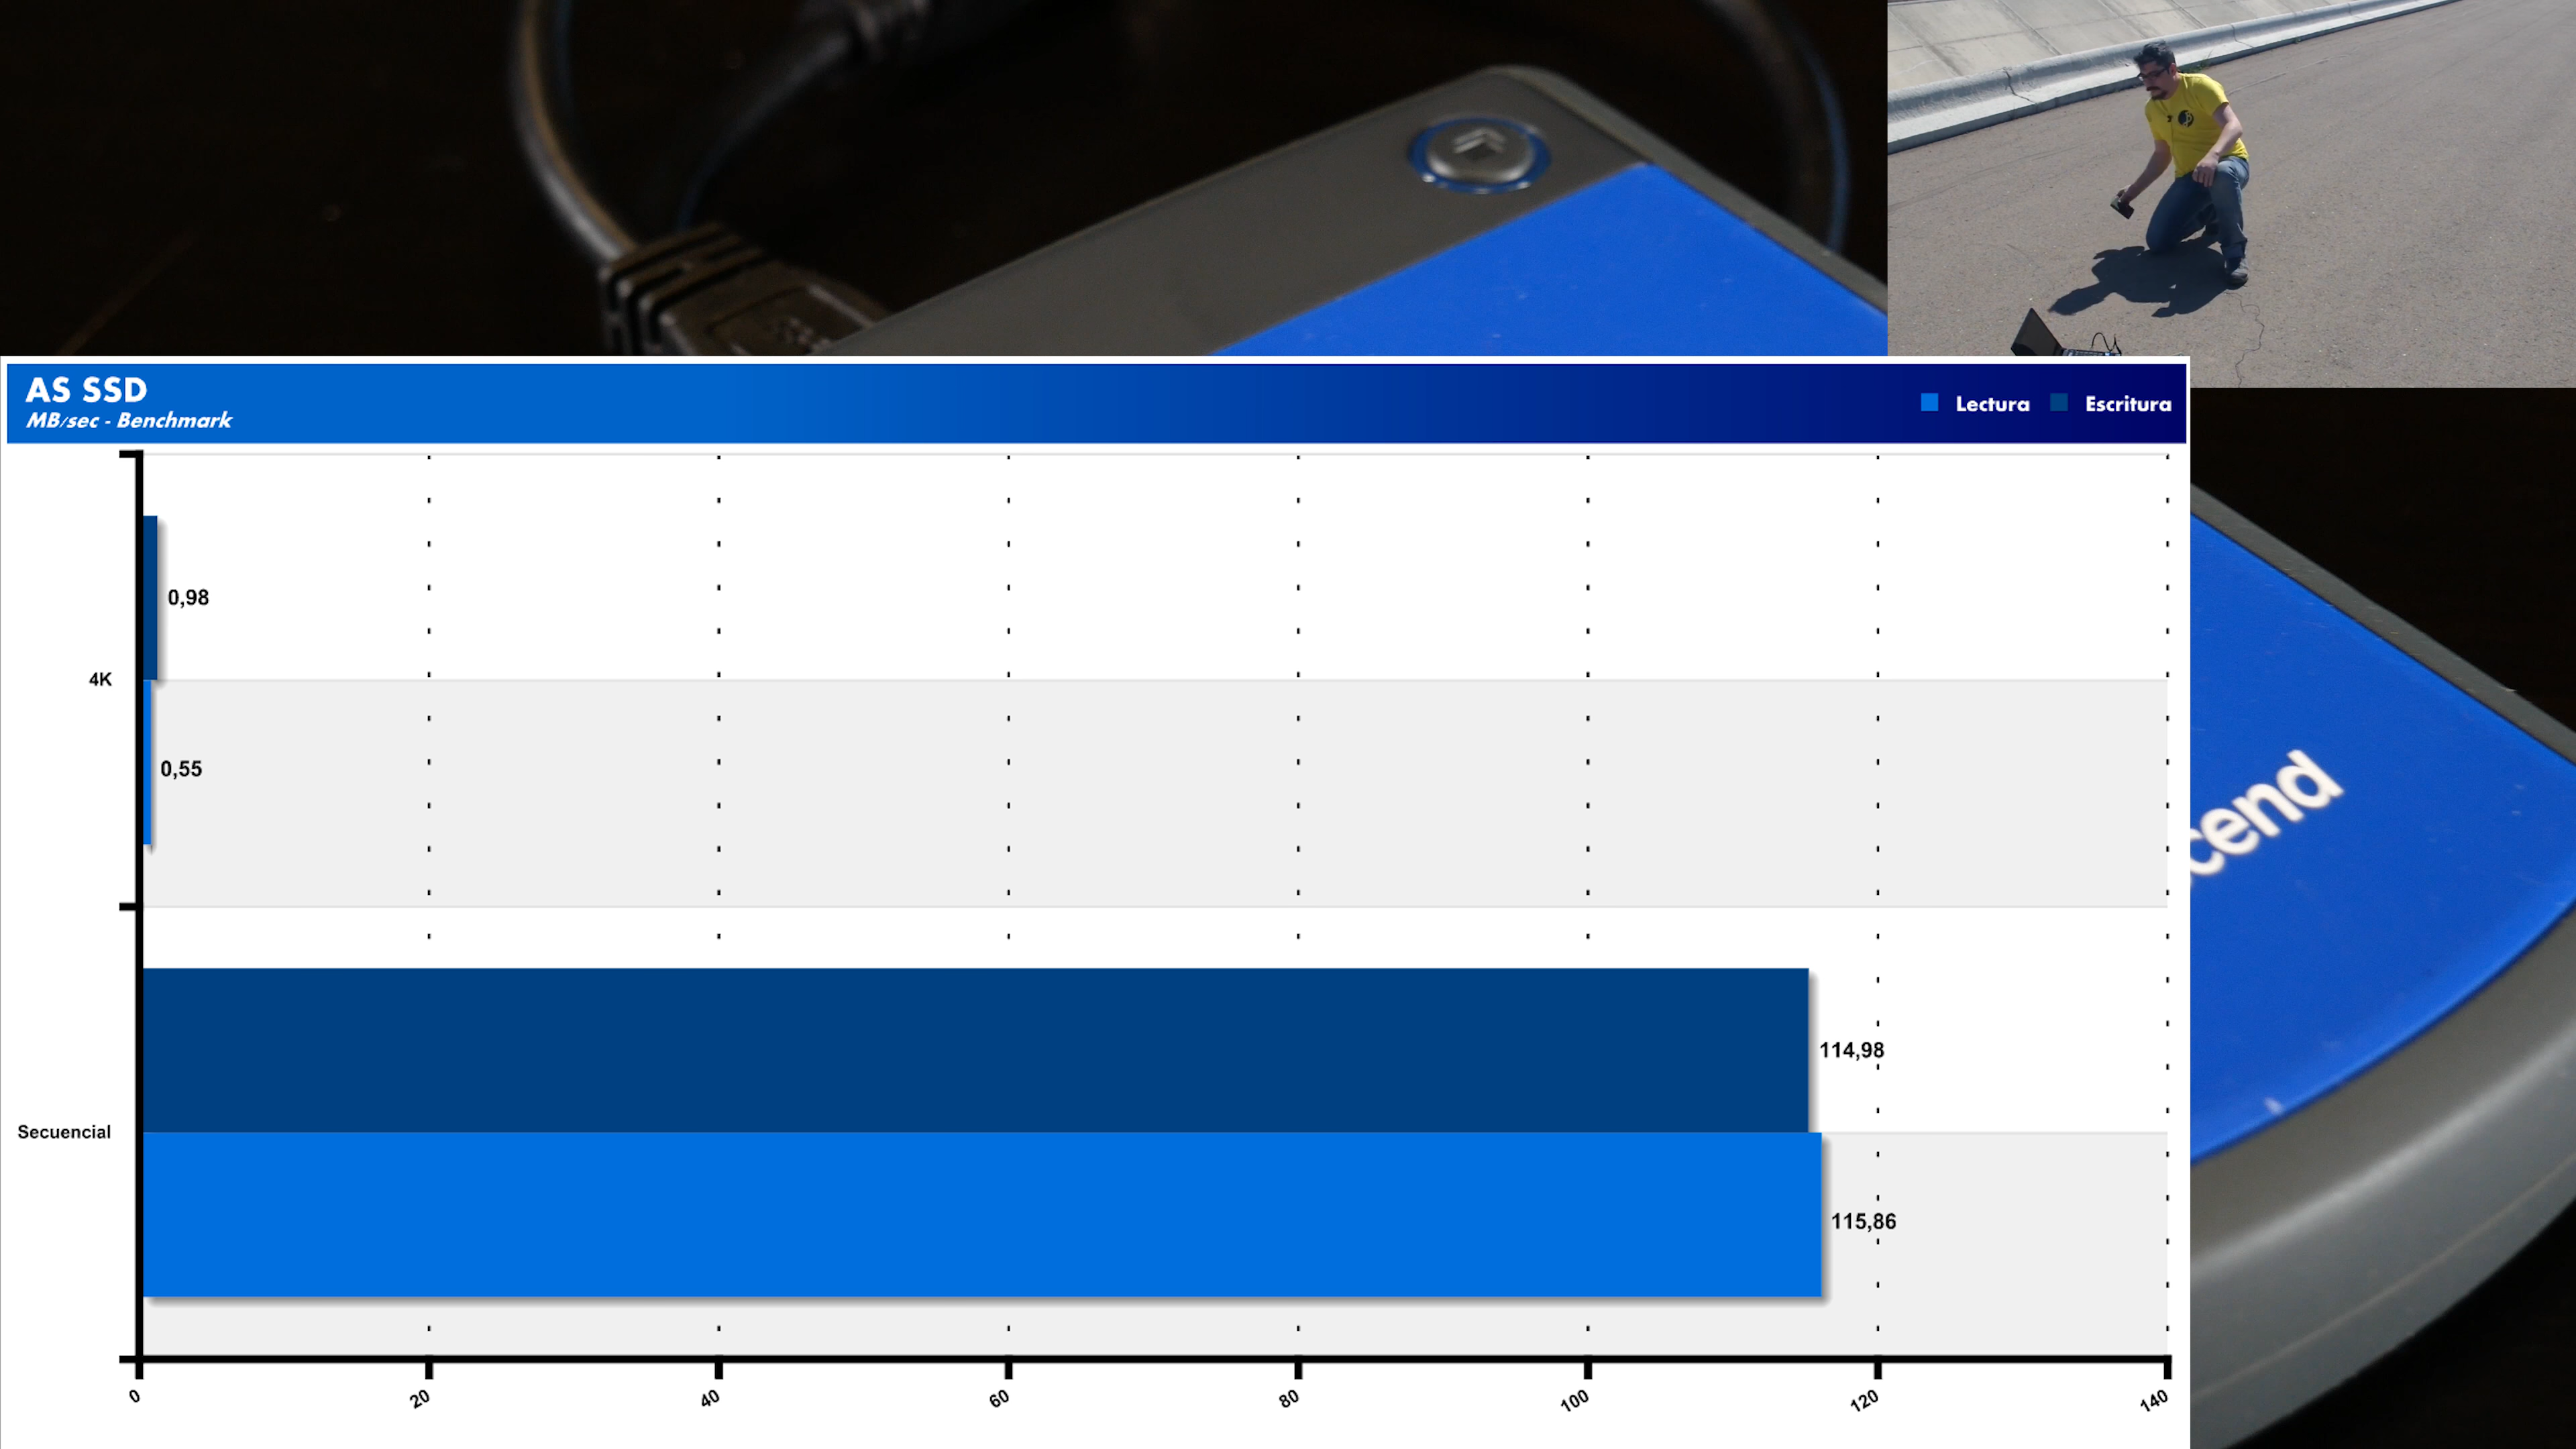 AS SSD
MB/sec - Benchmark
Lectura Escritura
0,98
4K
0,55
cend
114,98
Secuencial
115,86
0 20 40 60 80 100 120 140